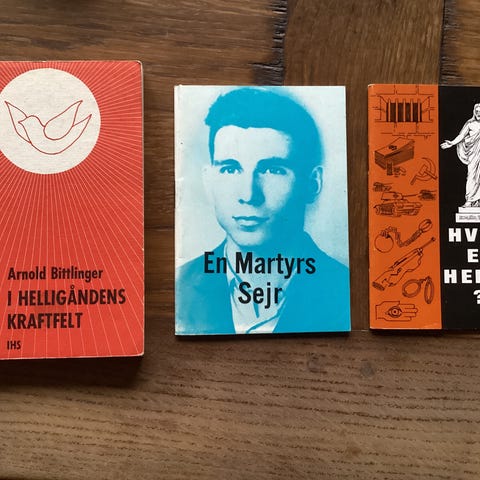 Arnold Bittlinger
I HELLIGÅNDENS
KRAFTFELT
IHS
En Martyrs
Sejr
HV
E
HE
?